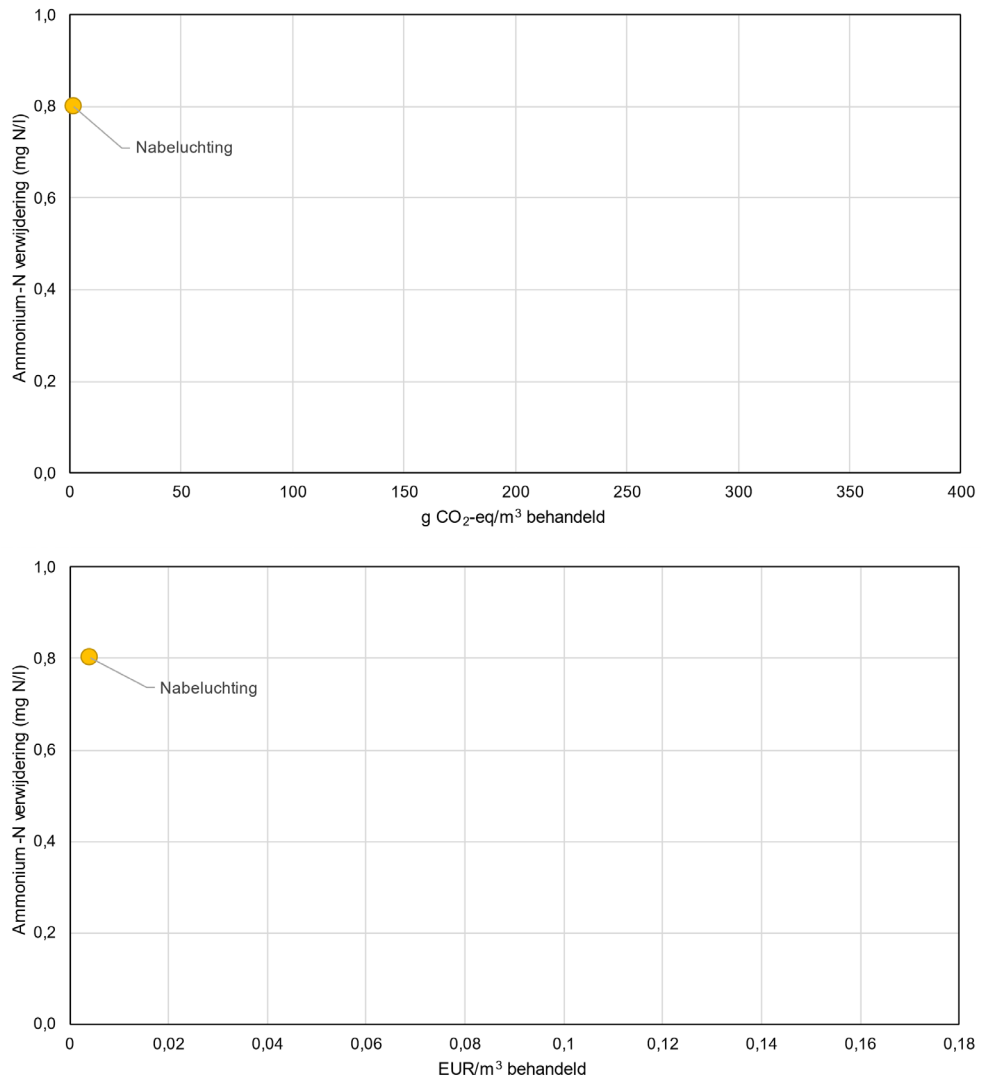 1,0
0,8
0,6
0,4
0,2
0,0
Ammonium-N verwijdering (mg N/l)
Nabeluchting
0 50 100 150 200 250 300 350 400
g CO₂-eq/m³ behandeld
1,0
0,8
0,6
0,4
0,2
0,0
Ammonium-N verwijdering (mg N/l)
Nabeluchting
0 0,02 0,04 0,06 0,08 0,1 0,12 0,14 0,16 0,18
EUR/m³ behandeld